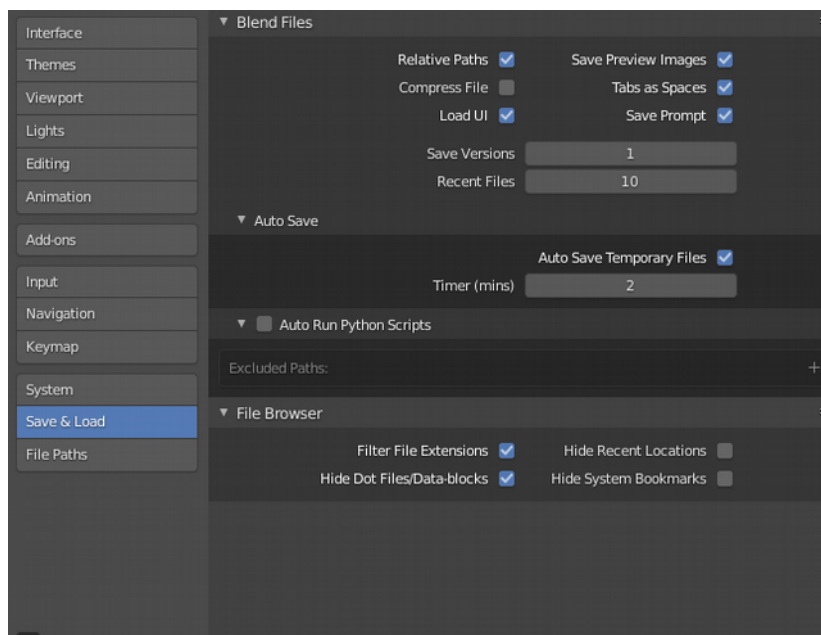 Interface
Themes
Viewport
Lights
Editing
Animation
Add-ons
Input
Navigation
Keymap
System
Save & Load
File Paths
Blend Files
Relative Paths
Save Preview Images
Compress File
Tabs as Spaces
Load UI
Save Prompt
Save Versions 1
Recent Files 10
Auto Save
Auto Save Temporary Files
Timer (mins) 2
Auto Run Python Scripts
Excluded Paths: +
File Browser
Filter File Extensions
Hide Recent Locations
Hide Dot Files/Data-blocks
Hide System Bookmarks